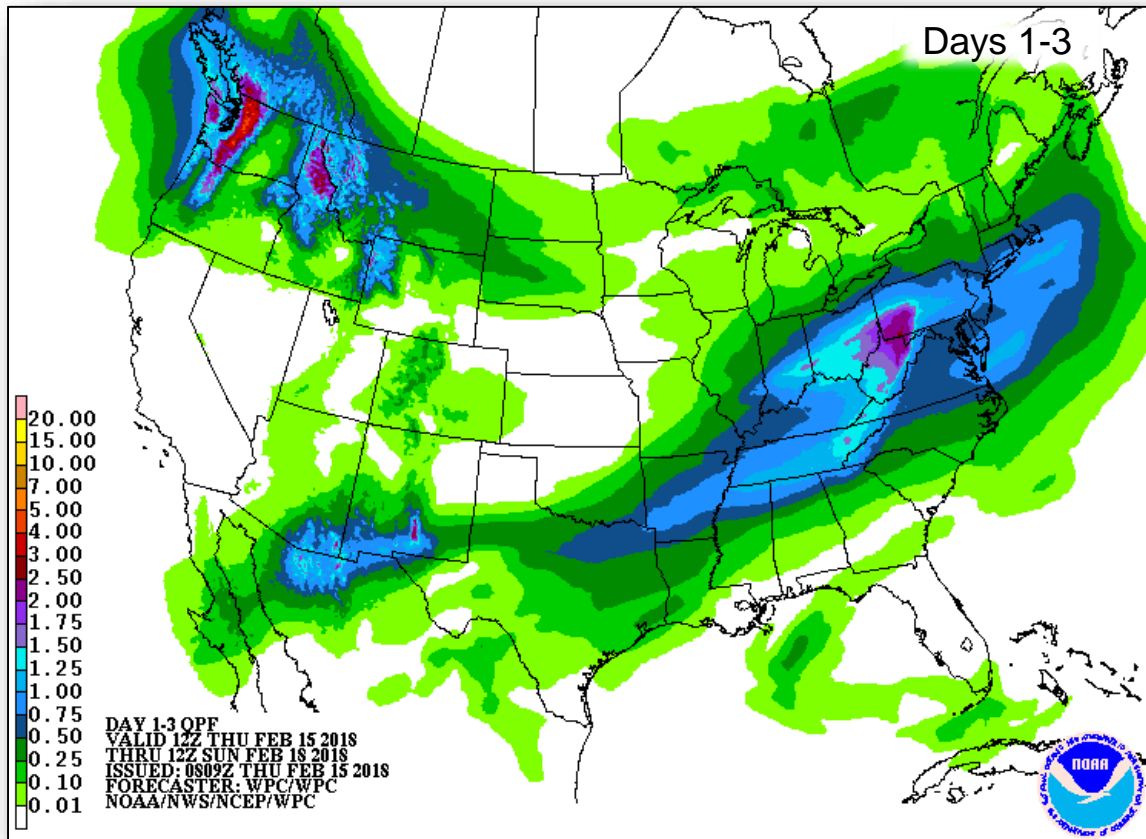 Days 1-3
20.00
15.00
10.00
7.00
5.00
4.00
3.00
2.50
2.00
1.75
1.50
1.25
1.00
0.75
0.50
0.25
0.10
0.01
DAY 1-3 QPF
VALID 12Z THU FEB 15 2018
THRU 12Z SUN FEB 18 2018
ISSUED: 0809Z THU FEB 15 2018
FORECASTER: WPC/WPC
NOAA/NWS/NCEP/WPC
NOAA